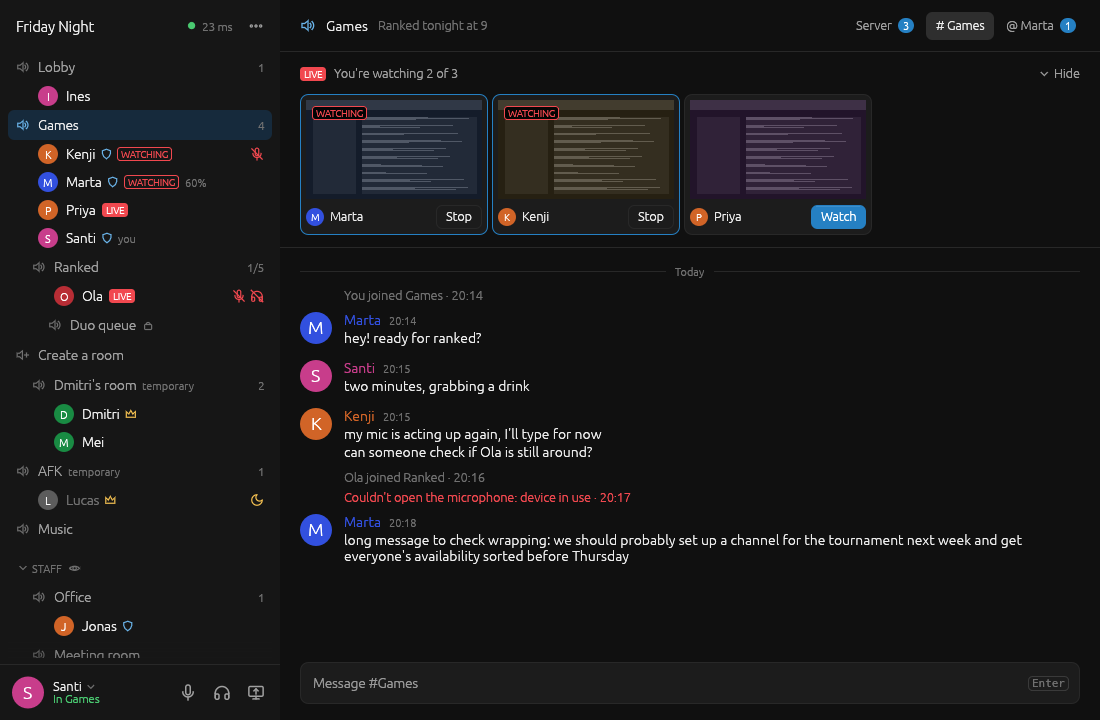 Friday Night
23 ms
Lobby 1
I Ines
Games 4
K Kenji WATCHING
M Marta WATCHING 60%
P Priya LIVE
S Santi you
Ranked 1/5
O Ola LIVE
Duo queue
Create a room
Dmitri's room temporary 2
D Dmitri
M Mei
AFK temporary 1
L Lucas
Music
STAFF
Office 1
J Jonas
Meeting room
S Santi
In Games
Games Ranked tonight at 9
Server 3 # Games @ Marta 1
LIVE You're watching 2 of 3 Hide
WATCHING WATCHING
M Marta Stop K Kenji Stop P Priya Watch
Today
You joined Games · 20:14
M Marta 20:14
hey! ready for ranked?
S Santi 20:15
two minutes, grabbing a drink
K Kenji 20:15
my mic is acting up again, I'll type for now
can someone check if Ola is still around?
Ola joined Ranked · 20:16
Couldn't open the microphone: device in use · 20:17
M Marta 20:18
long message to check wrapping: we should probably set up a channel for the tournament next week and get
everyone's availability sorted before Thursday
Message #Games Enter